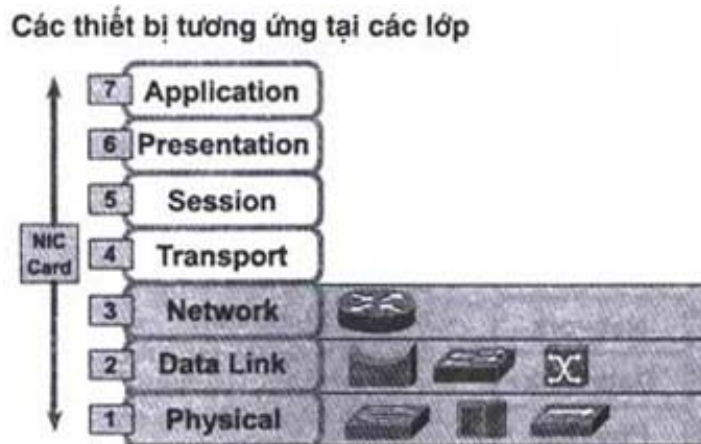 Các thiết bị tương ứng tại các lớp
7 Application
6 Presentation
5 Session
NIC
Card
4 Transport
3 Network
2 Data Link
1 Physical